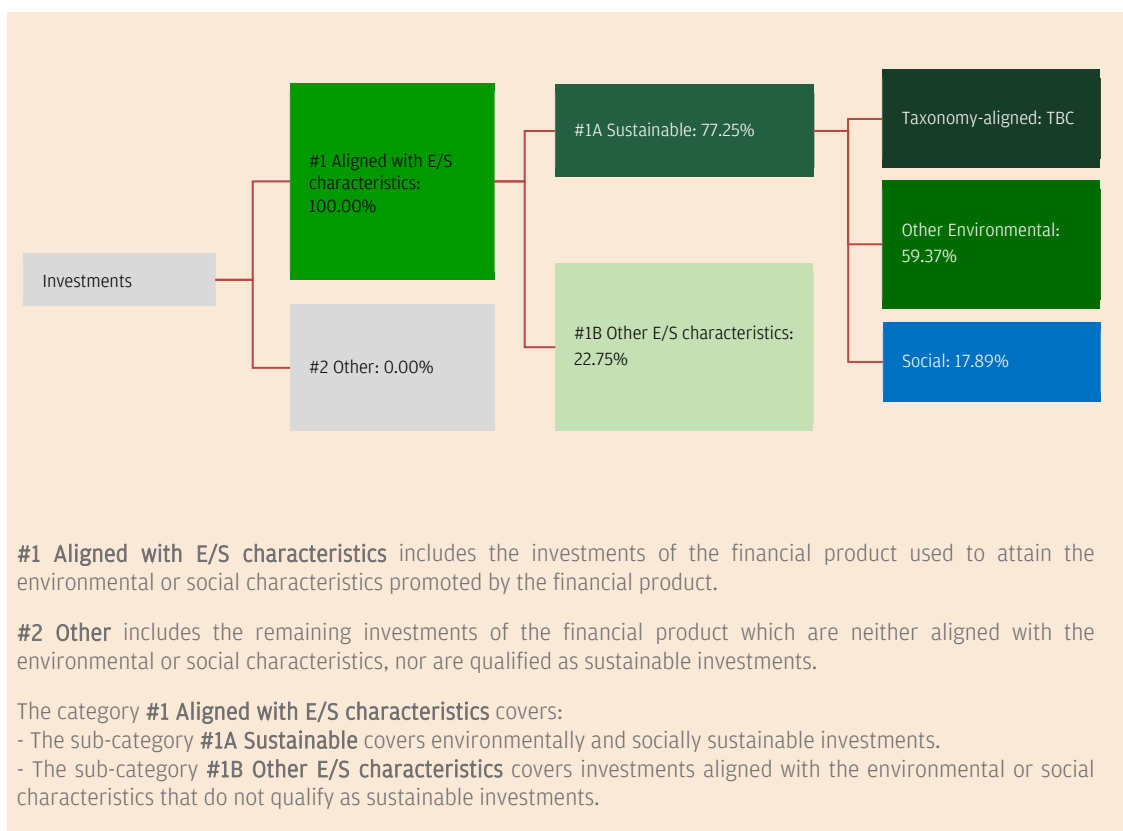 Investments
#1 Aligned with E/S
characteristics:
100.00%
#2 Other: 0.00%
#1A Sustainable: 77.25%
#1B Other E/S characteristics:
22.75%
Taxonomy-aligned: TBC
Other Environmental:
59.37%
Social: 17.89%
#1 Aligned with E/S characteristics includes the investments of the financial product used to attain the
environmental or social characteristics promoted by the financial product.
#2 Other includes the remaining investments of the financial product which are neither aligned with the
environmental or social characteristics, nor are qualified as sustainable investments.
The category #1 Aligned with E/S characteristics covers:
- The sub-category #1A Sustainable covers environmentally and socially sustainable investments.
- The sub-category #1B Other E/S characteristics covers investments aligned with the environmental or social
characteristics that do not qualify as sustainable investments.